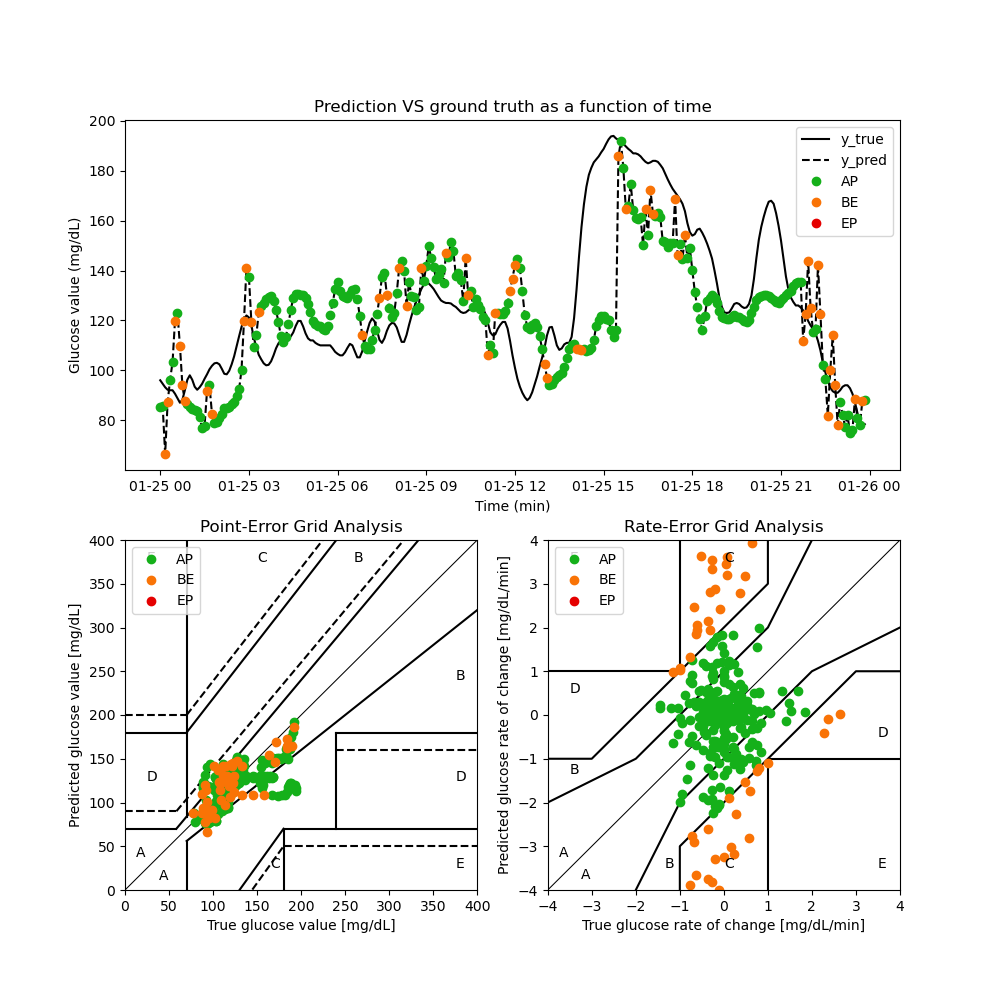 Prediction VS ground truth as a function of time
Glucose value (mg/dL)
200
180
160
140
120
100
80
y_true
y_pred
AP
BE
EP
01-25 00 01-25 03 01-25 06 01-25 09 01-25 12 01-25 15 01-25 18 01-25 21 01-26 00
Time (min)
Point-Error Grid Analysis
Predicted glucose value [mg/dL]
400
350
300
250
200
150
100
50
0
AP
BE
EP
C
B
B
D
D
A
A
C
E
0 50 100 150 200 250 300 350 400
True glucose value [mg/dL]
Rate-Error Grid Analysis
Predicted glucose rate of change [mg/dL/min]
4
3
2
1
0
−1
−2
−3
−4
AP
BE
EP
C
D
D
B
A
A
B
C
E
−4 −3 −2 −1 0 1 2 3 4
True glucose rate of change [mg/dL/min]